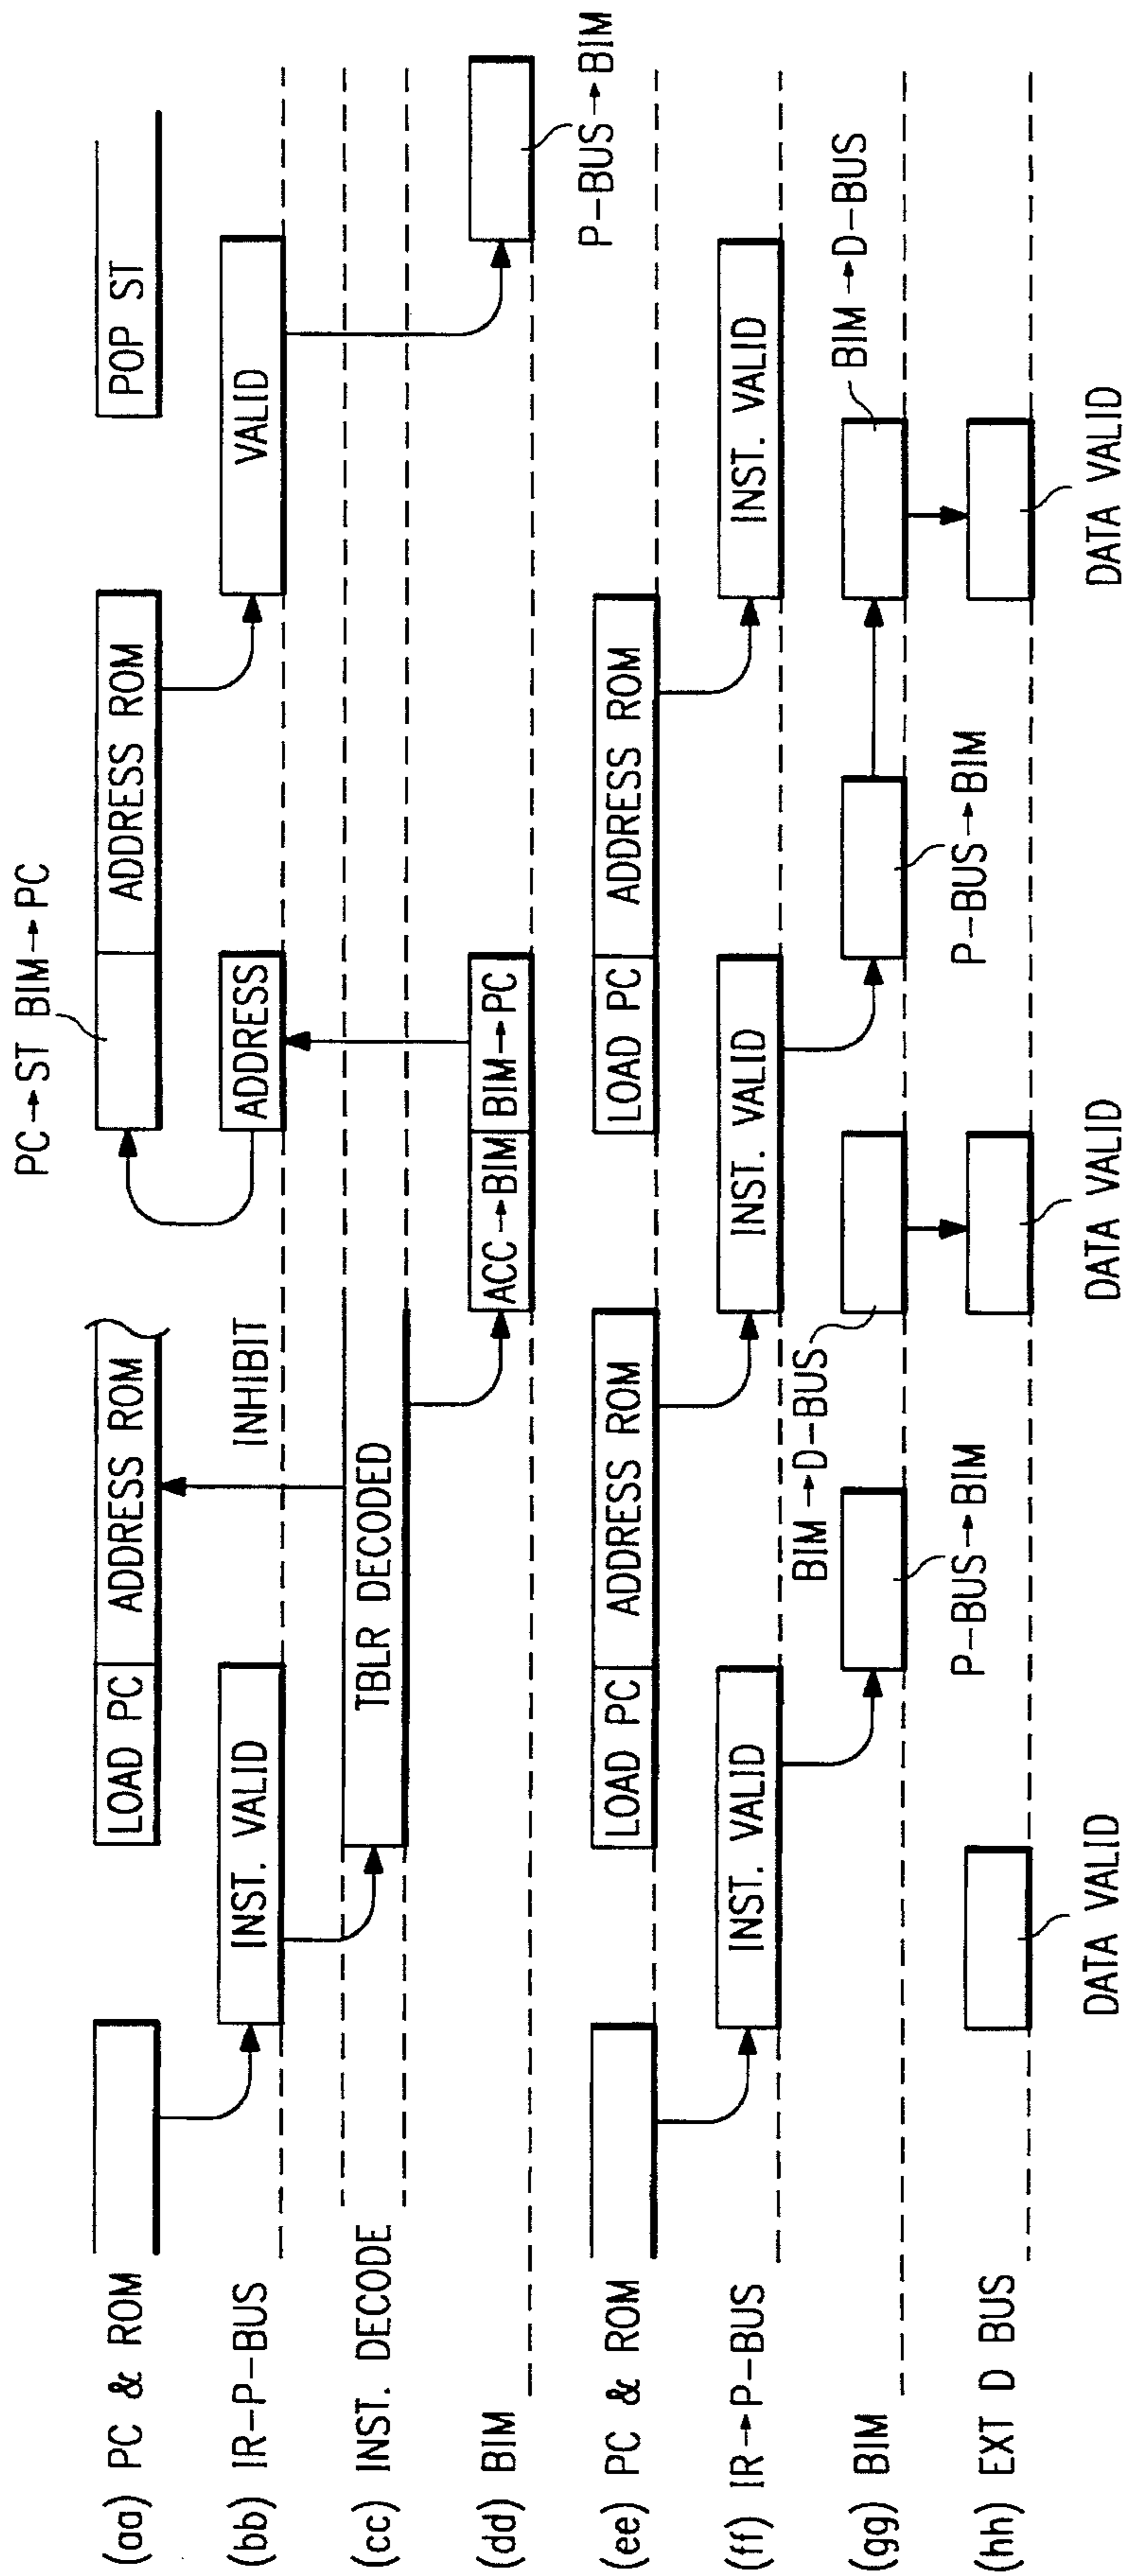 PC→ST BIM→PC
(aa) PC & ROM
LOAD PC
ADDRESS ROM
ADDRESS ROM
POP ST
(bb) IR-P-BUS
INST. VALID
INHIBIT
ADDRESS
VALID
(cc) INST. DECODE
TBLR DECODED
(dd) BIM
ACC→BIM
BIM→PC
P-BUS→BIM
(ee) PC & ROM
LOAD PC
ADDRESS ROM
LOAD PC
ADDRESS ROM
(ff) IR→P-BUS
INST. VALID
INST. VALID
INST. VALID
BIM→D-BUS
BIM→D-BUS
(gg) BIM
P-BUS→BIM
P-BUS→BIM
(hh) EXT D BUS
DATA VALID
DATA VALID
DATA VALID